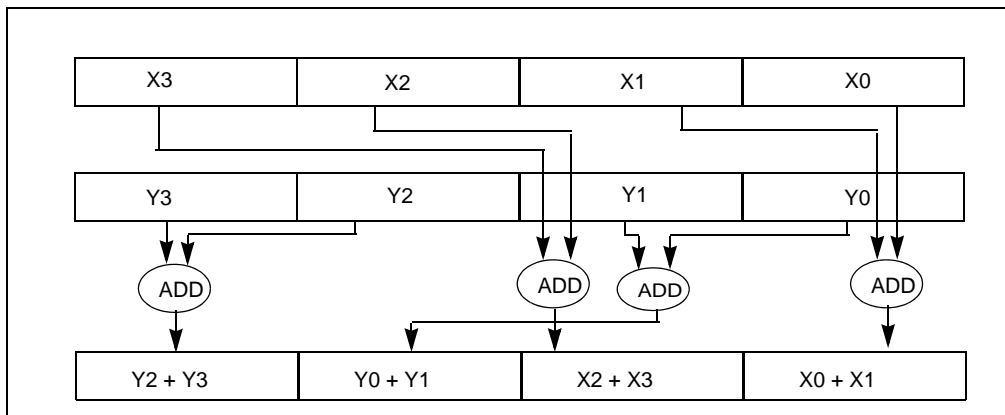 X3 X2 X1 X0
Y3 Y2 Y1 Y0
ADD ADD ADD ADD
Y2 + Y3 Y0 + Y1 X2 + X3 X0 + X1